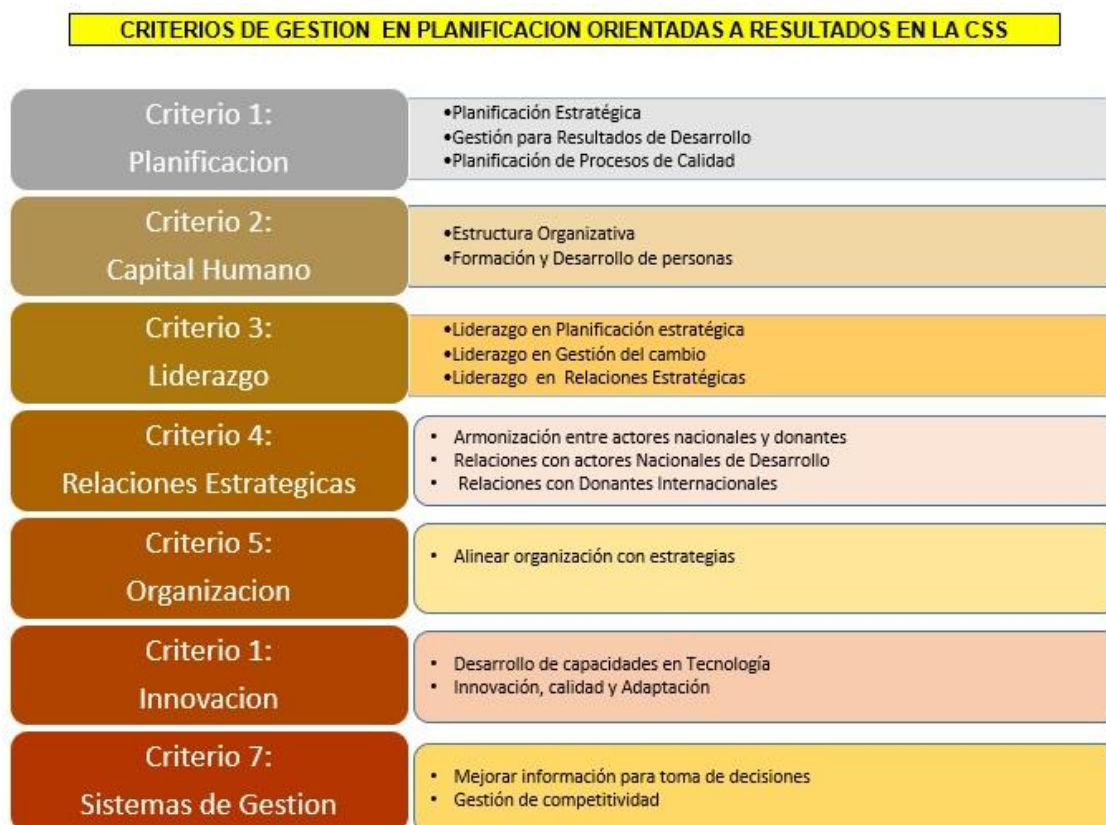 CRITERIOS DE GESTION EN PLANIFICACION ORIENTADAS A RESULTADOS EN LA CSS
Criterio 1:
Planificacion
•Planificación Estratégica
•Gestión para Resultados de Desarrollo
•Planificación de Procesos de Calidad
Criterio 2:
Capital Humano
•Estructura Organizativa
•Formación y Desarrollo de personas
Criterio 3:
Liderazgo
•Liderazgo en Planificación estratégica
•Liderazgo en Gestión del cambio
•Liderazgo en Relaciones Estratégicas
Criterio 4:
Relaciones Estrategicas
• Armonización entre actores nacionales y donantes
• Relaciones con actores Nacionales de Desarrollo
• Relaciones con Donantes Internacionales
Criterio 5:
Organizacion
• Alinear organización con estrategias
Criterio 1:
Innovacion
• Desarrollo de capacidades en Tecnología
• Innovación, calidad y Adaptación
Criterio 7:
Sistemas de Gestion
• Mejorar información para toma de decisiones
• Gestión de competitividad